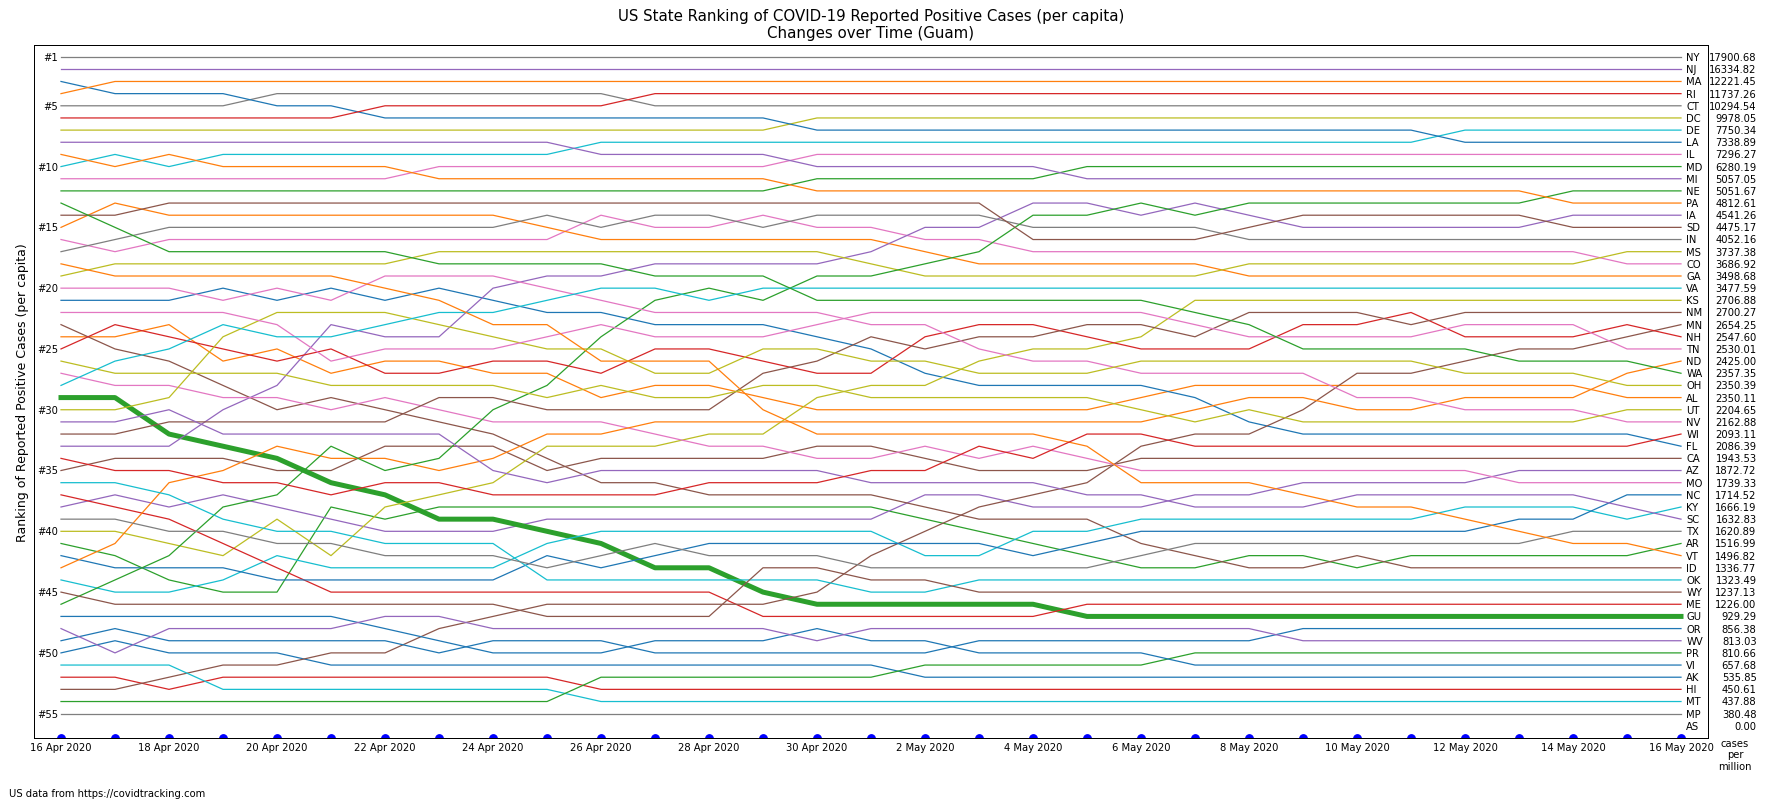 US State Ranking of COVID-19 Reported Positive Cases (per capita)
Changes over Time (Guam)
Ranking of Reported Positive Cases (per capita)
#1
#5
#10
#15
#20
#25
#30
#35
#40
#45
#50
#55
NY 17900.68
NJ 16334.82
MA 12221.45
RI 11737.26
CT 10294.54
DC 9978.05
DE 7750.34
LA 7338.89
IL 7296.27
MD 6280.19
MI 5057.05
NE 5051.67
PA 4812.61
IA 4541.26
SD 4475.17
IN 4052.16
MS 3737.38
CO 3686.92
GA 3498.68
VA 3477.59
KS 2706.88
NM 2700.27
MN 2654.25
NH 2547.60
TN 2530.01
ND 2425.00
WA 2357.35
OH 2350.39
AL 2350.11
UT 2204.65
NV 2162.88
WI 2093.11
FL 2086.39
CA 1943.53
AZ 1872.72
MO 1739.33
NC 1714.52
KY 1666.19
SC 1632.83
TX 1620.89
AR 1516.99
VT 1496.82
ID 1336.77
OK 1323.49
WY 1237.13
ME 1226.00
GU 929.29
OR 856.38
WV 813.03
PR 810.66
VI 657.68
AK 535.85
HI 450.61
MT 437.88
MP 380.48
AS 0.00
16 Apr 2020 18 Apr 2020 20 Apr 2020 22 Apr 2020 24 Apr 2020 26 Apr 2020 28 Apr 2020 30 Apr 2020 2 May 2020 4 May 2020 6 May 2020 8 May 2020 10 May 2020 12 May 2020 14 May 2020 16 May 2020
cases
per
million
US data from https://covidtracking.com